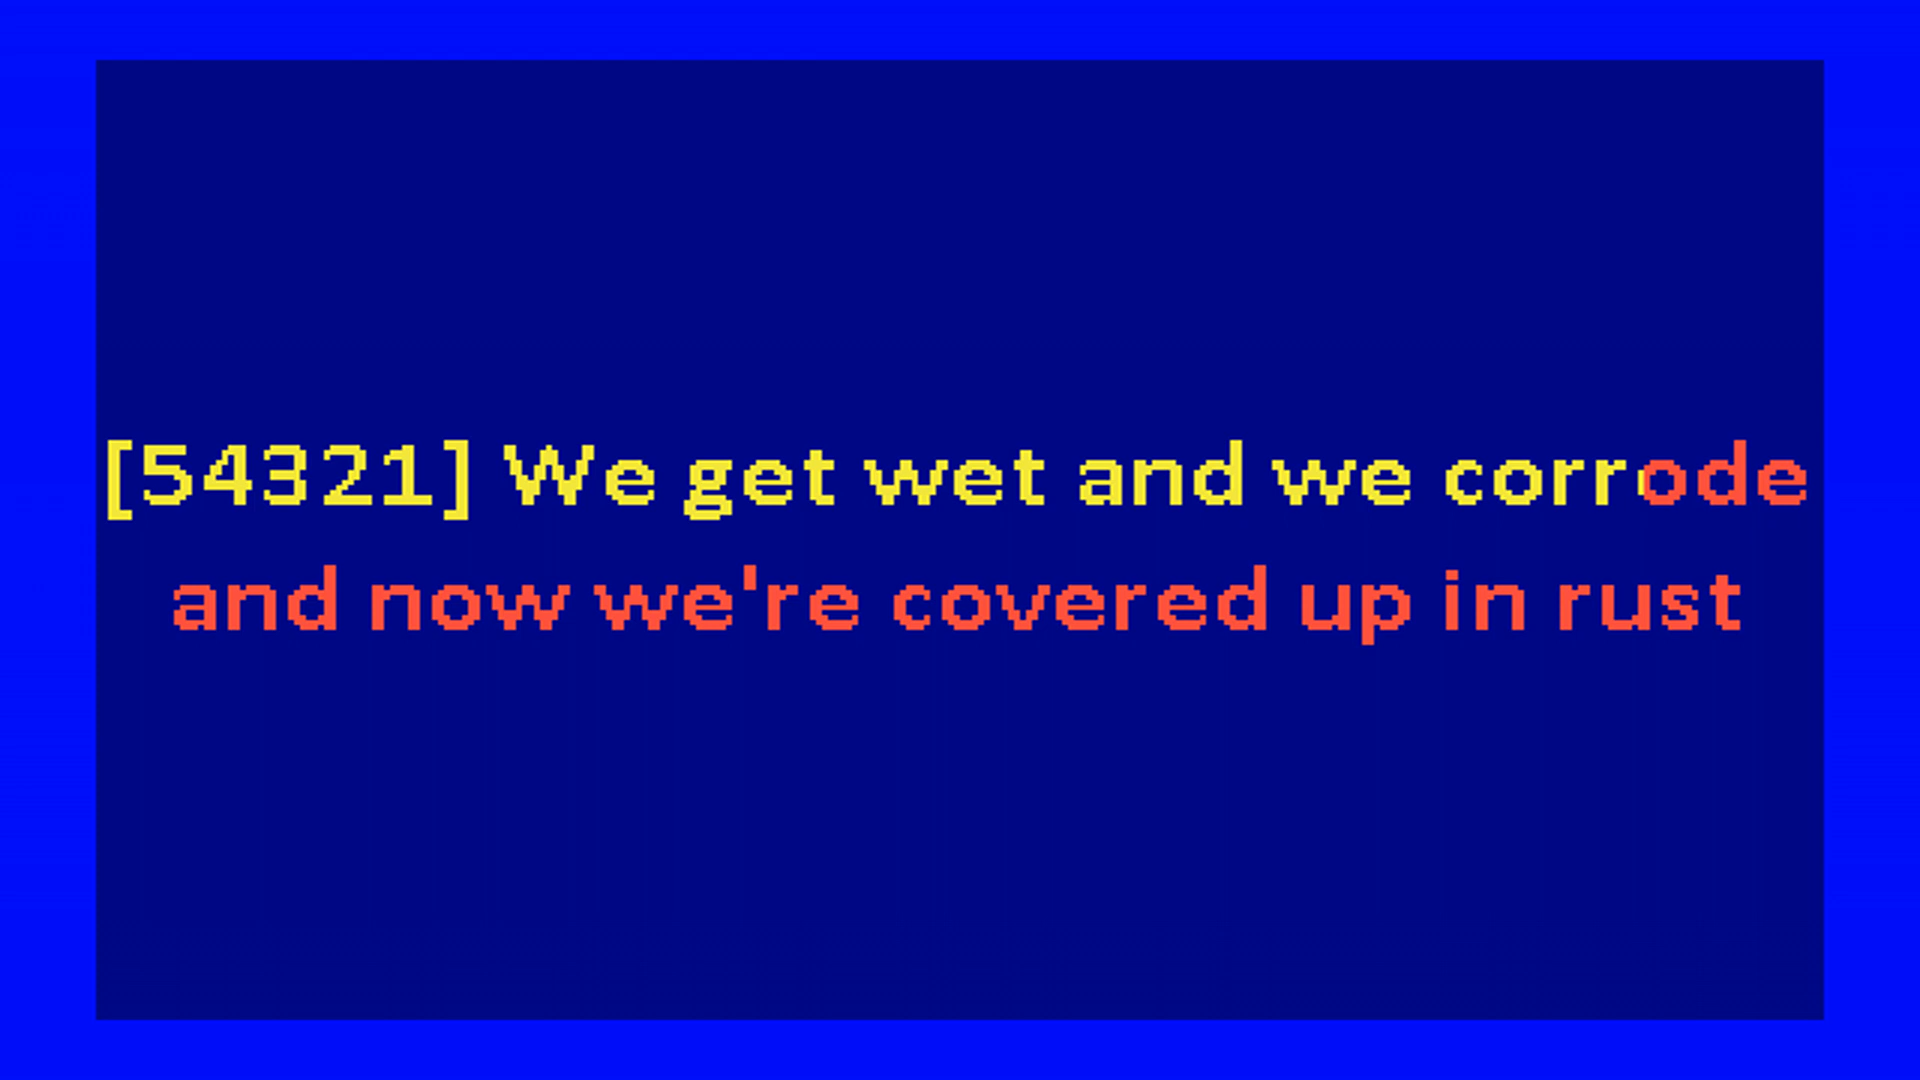 [54321] We get wet and we corrode
and now we're covered up in rust